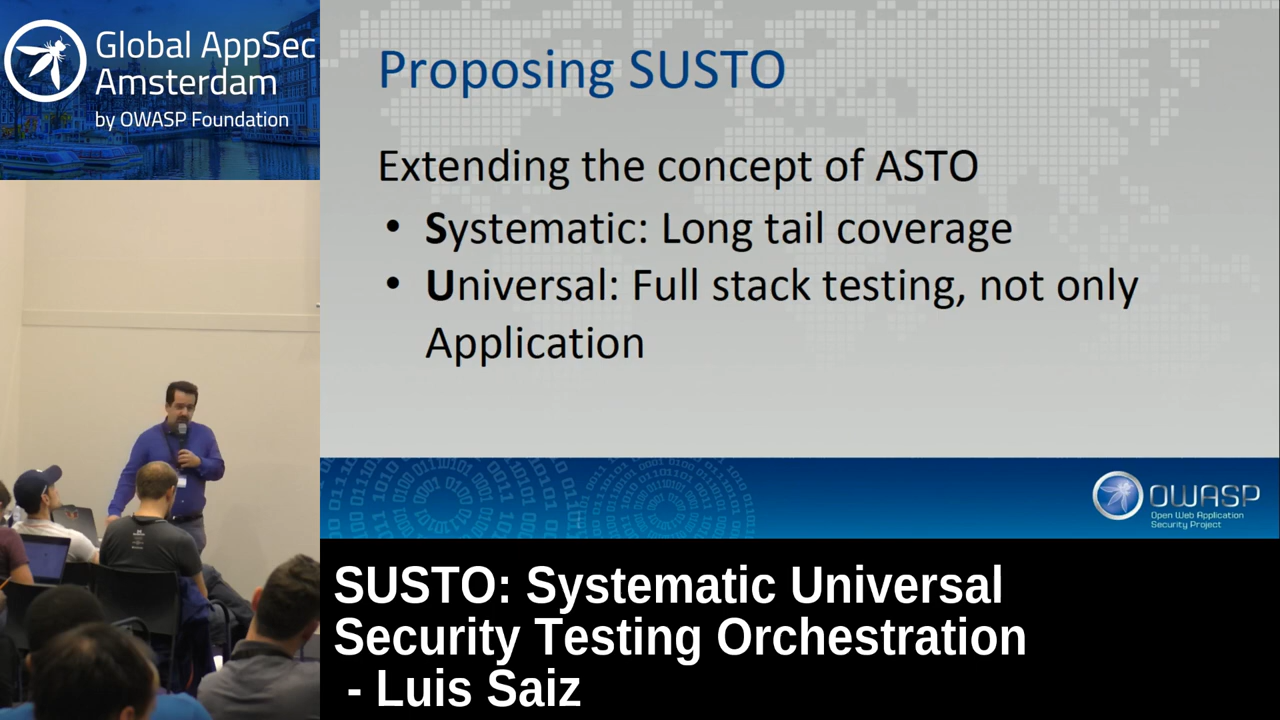 Global AppSec
Amsterdam
by OWASP Foundation
Proposing SUSTO
Extending the concept of ASTO
• Systematic: Long tail coverage
• Universal: Full stack testing, not only
Application
OWASP
Open Web Application
Security Project
SUSTO: Systematic Universal
Security Testing Orchestration
- Luis Saiz